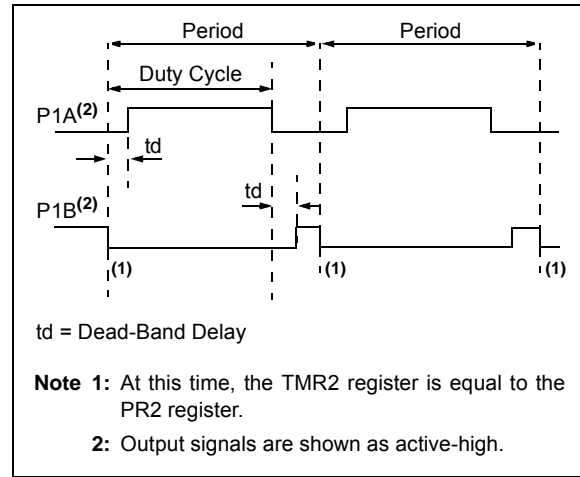 Period Period
Duty Cycle
P1A(2)
td
td
P1B(2)
(1) (1) (1)
td = Dead-Band Delay
Note 1: At this time, the TMR2 register is equal to the
PR2 register.
2: Output signals are shown as active-high.